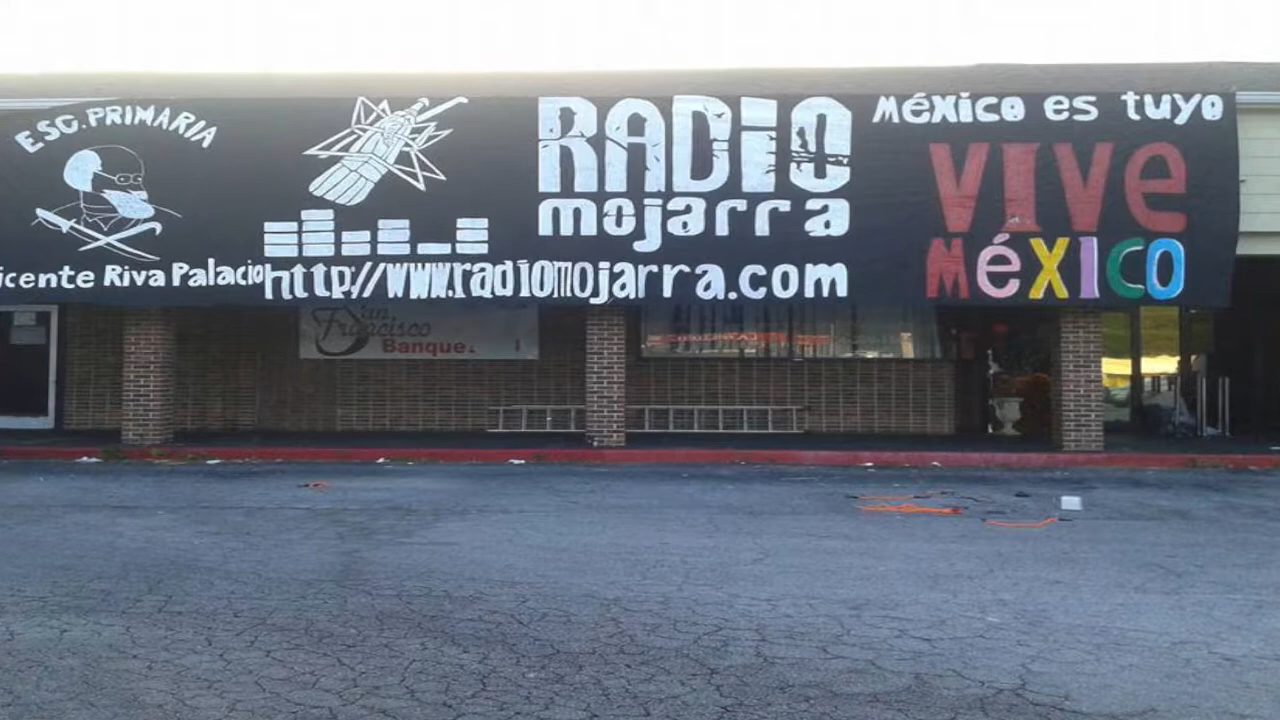 ESC. PRIMARIA
icente Riva Palacio
RADIO
mojarra
http//www.radiomojarra.com
México es tuyo
VIVE
México
San
Francisco
Banque